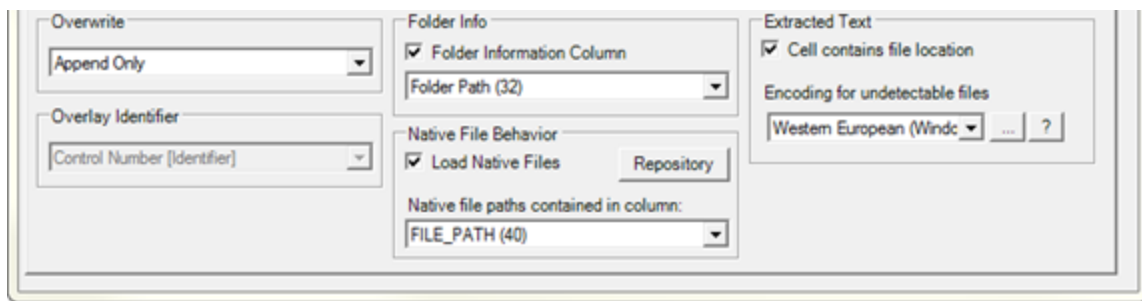 Overwrite
Append Only
Overlay Identifier
Control Number [Identifier]
Folder Info
Folder Information Column
Folder Path (32)
Native File Behavior
Load Native Files
Repository
Native file paths contained in column:
FILE_PATH (40)
Extracted Text
Cell contains file location
Encoding for undetectable files
Western European (Windc
... ?